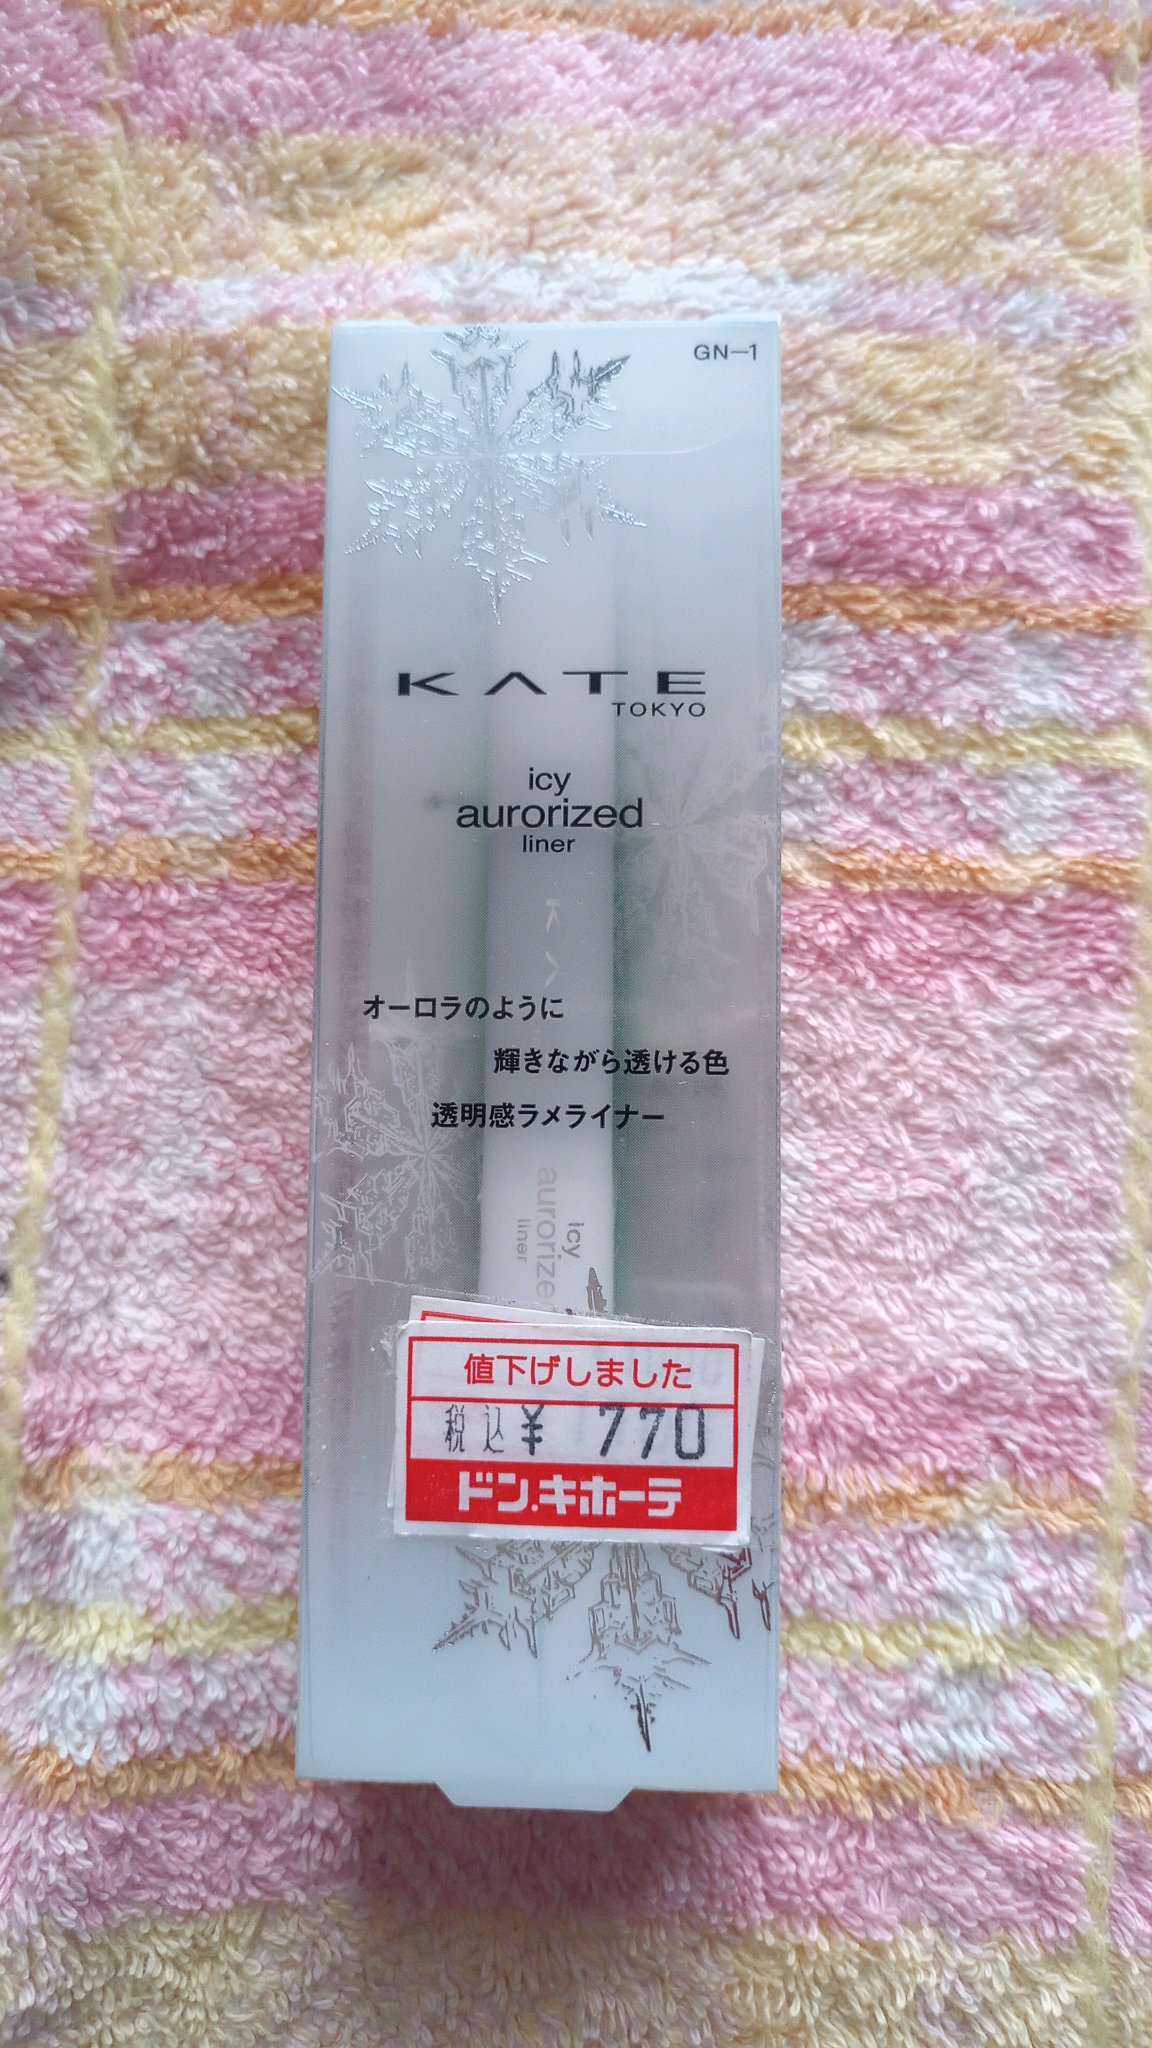 GN-1
KATE
TOKYO
icy
aurorized
liner
K A
オーロラのように
輝きながら透ける色
透明感ラメライナー
icy
aurorize
liner
値下げしました
税込¥ 770
ドン.キホーテ